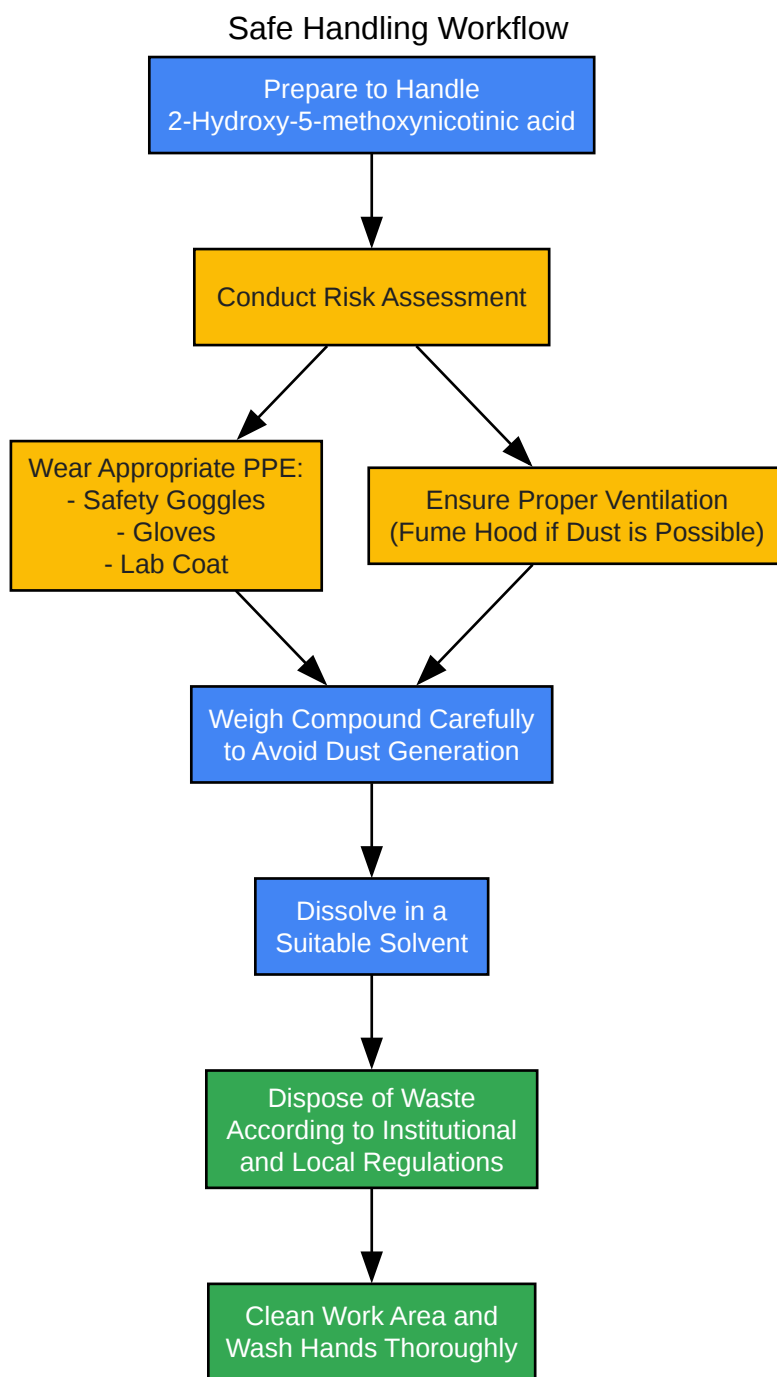 Safe Handling Workflow
Prepare to Handle
2-Hydroxy-5-methoxynicotinic acid
Conduct Risk Assessment
Wear Appropriate PPE:
- Safety Goggles
- Gloves
- Lab Coat
Ensure Proper Ventilation
(Fume Hood if Dust is Possible)
Weigh Compound Carefully
to Avoid Dust Generation
Dissolve in a
Suitable Solvent
Dispose of Waste
According to Institutional
and Local Regulations
Clean Work Area and
Wash Hands Thoroughly